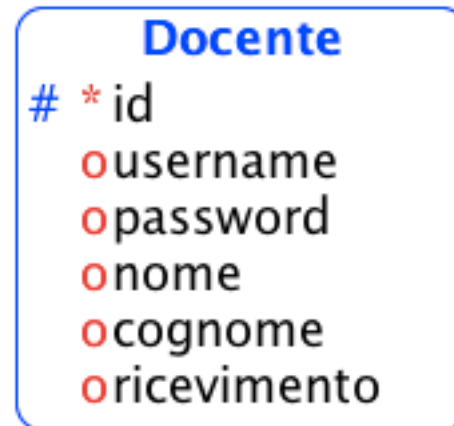 Docente
# * id
o username
o password
o nome
o cognome
o ricevimento